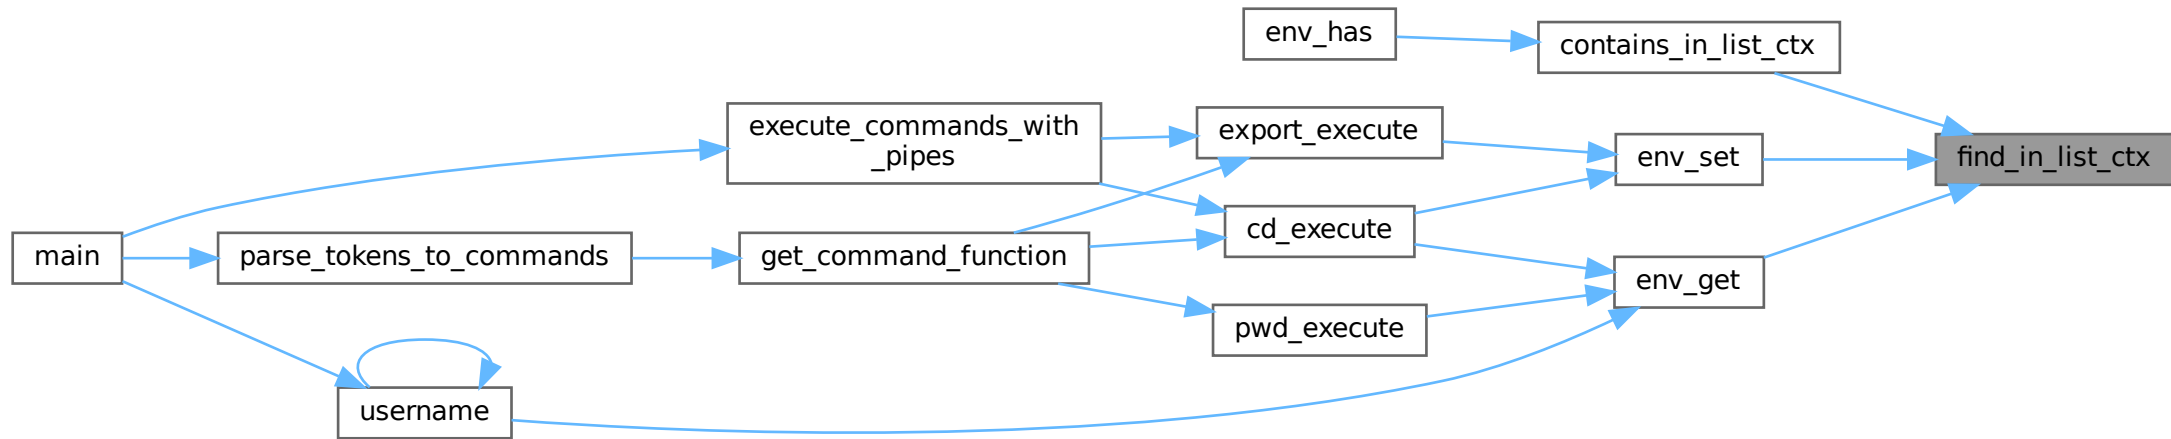 env_has
contains_in_list_ctx
execute_commands_with
_pipes
export_execute
env_set
find_in_list_ctx
main
parse_tokens_to_commands
get_command_function
cd_execute
env_get
pwd_execute
username